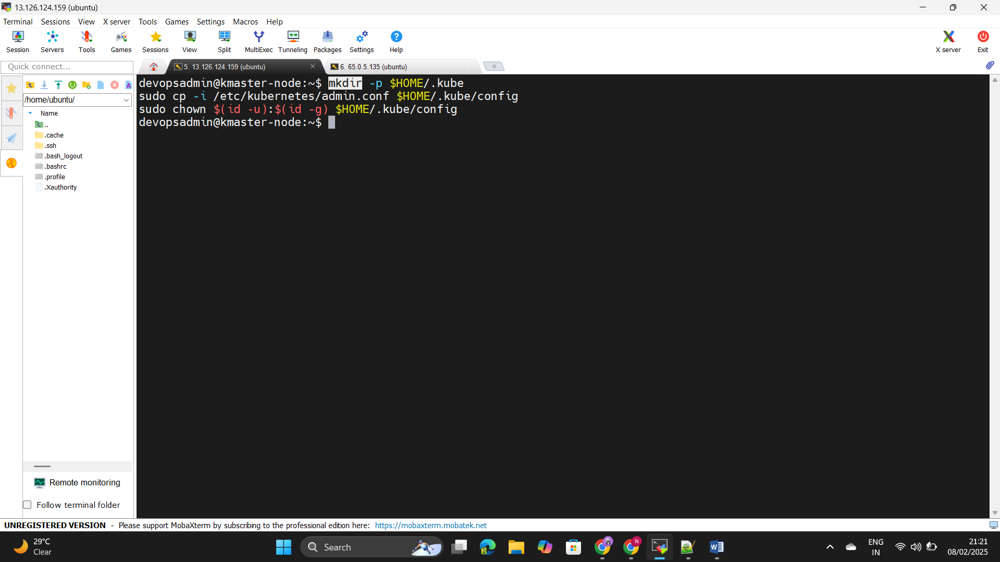 13.126.124.159 (ubuntu)
Terminal Sessions View X server Tools Games Settings Macros Help
Session Servers Tools Games Sessions View Split MultiExec Tunneling Packages Settings Help X server Exit
Quick connect...
5. 13.126.124.159 (ubuntu)
6. 65.0.5.135 (ubuntu)
/home/ubuntu/
Name
..
.cache
.ssh
.bash_logout
.bashrc
.profile
.Xauthority
Remote monitoring
Follow terminal folder
devopsadmin@kmaster-node:~$ mkdir -p $HOME/.kube
sudo cp -i /etc/kubernetes/admin.conf $HOME/.kube/config
sudo chown $(id -u):$(id -g) $HOME/.kube/config
devopsadmin@kmaster-node:~$
UNREGISTERED VERSION - Please support MobaXterm by subscribing to the professional edition here: https://mobaxterm.mobatek.net
29°C
Clear
Search
ENG
IN
21:21
08/02/2025